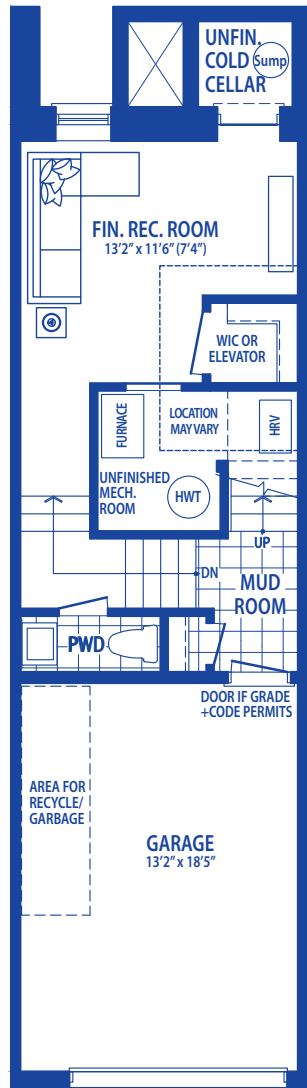 UNFIN.
COLD
CELLAR
Sump
FIN. REC. ROOM
13'2" x 11'6" (7'4")
WIC OR
ELEVATOR
FURNACE
LOCATION
MAY VARY
HRV
UNFINISHED
MECH.
ROOM
HWT
UP
DN
MUD
ROOM
PWD
DOOR IF GRADE
+CODE PERMITS
AREA FOR
RECYCLE/
GARBAGE
GARAGE
13'2" x 18'5"